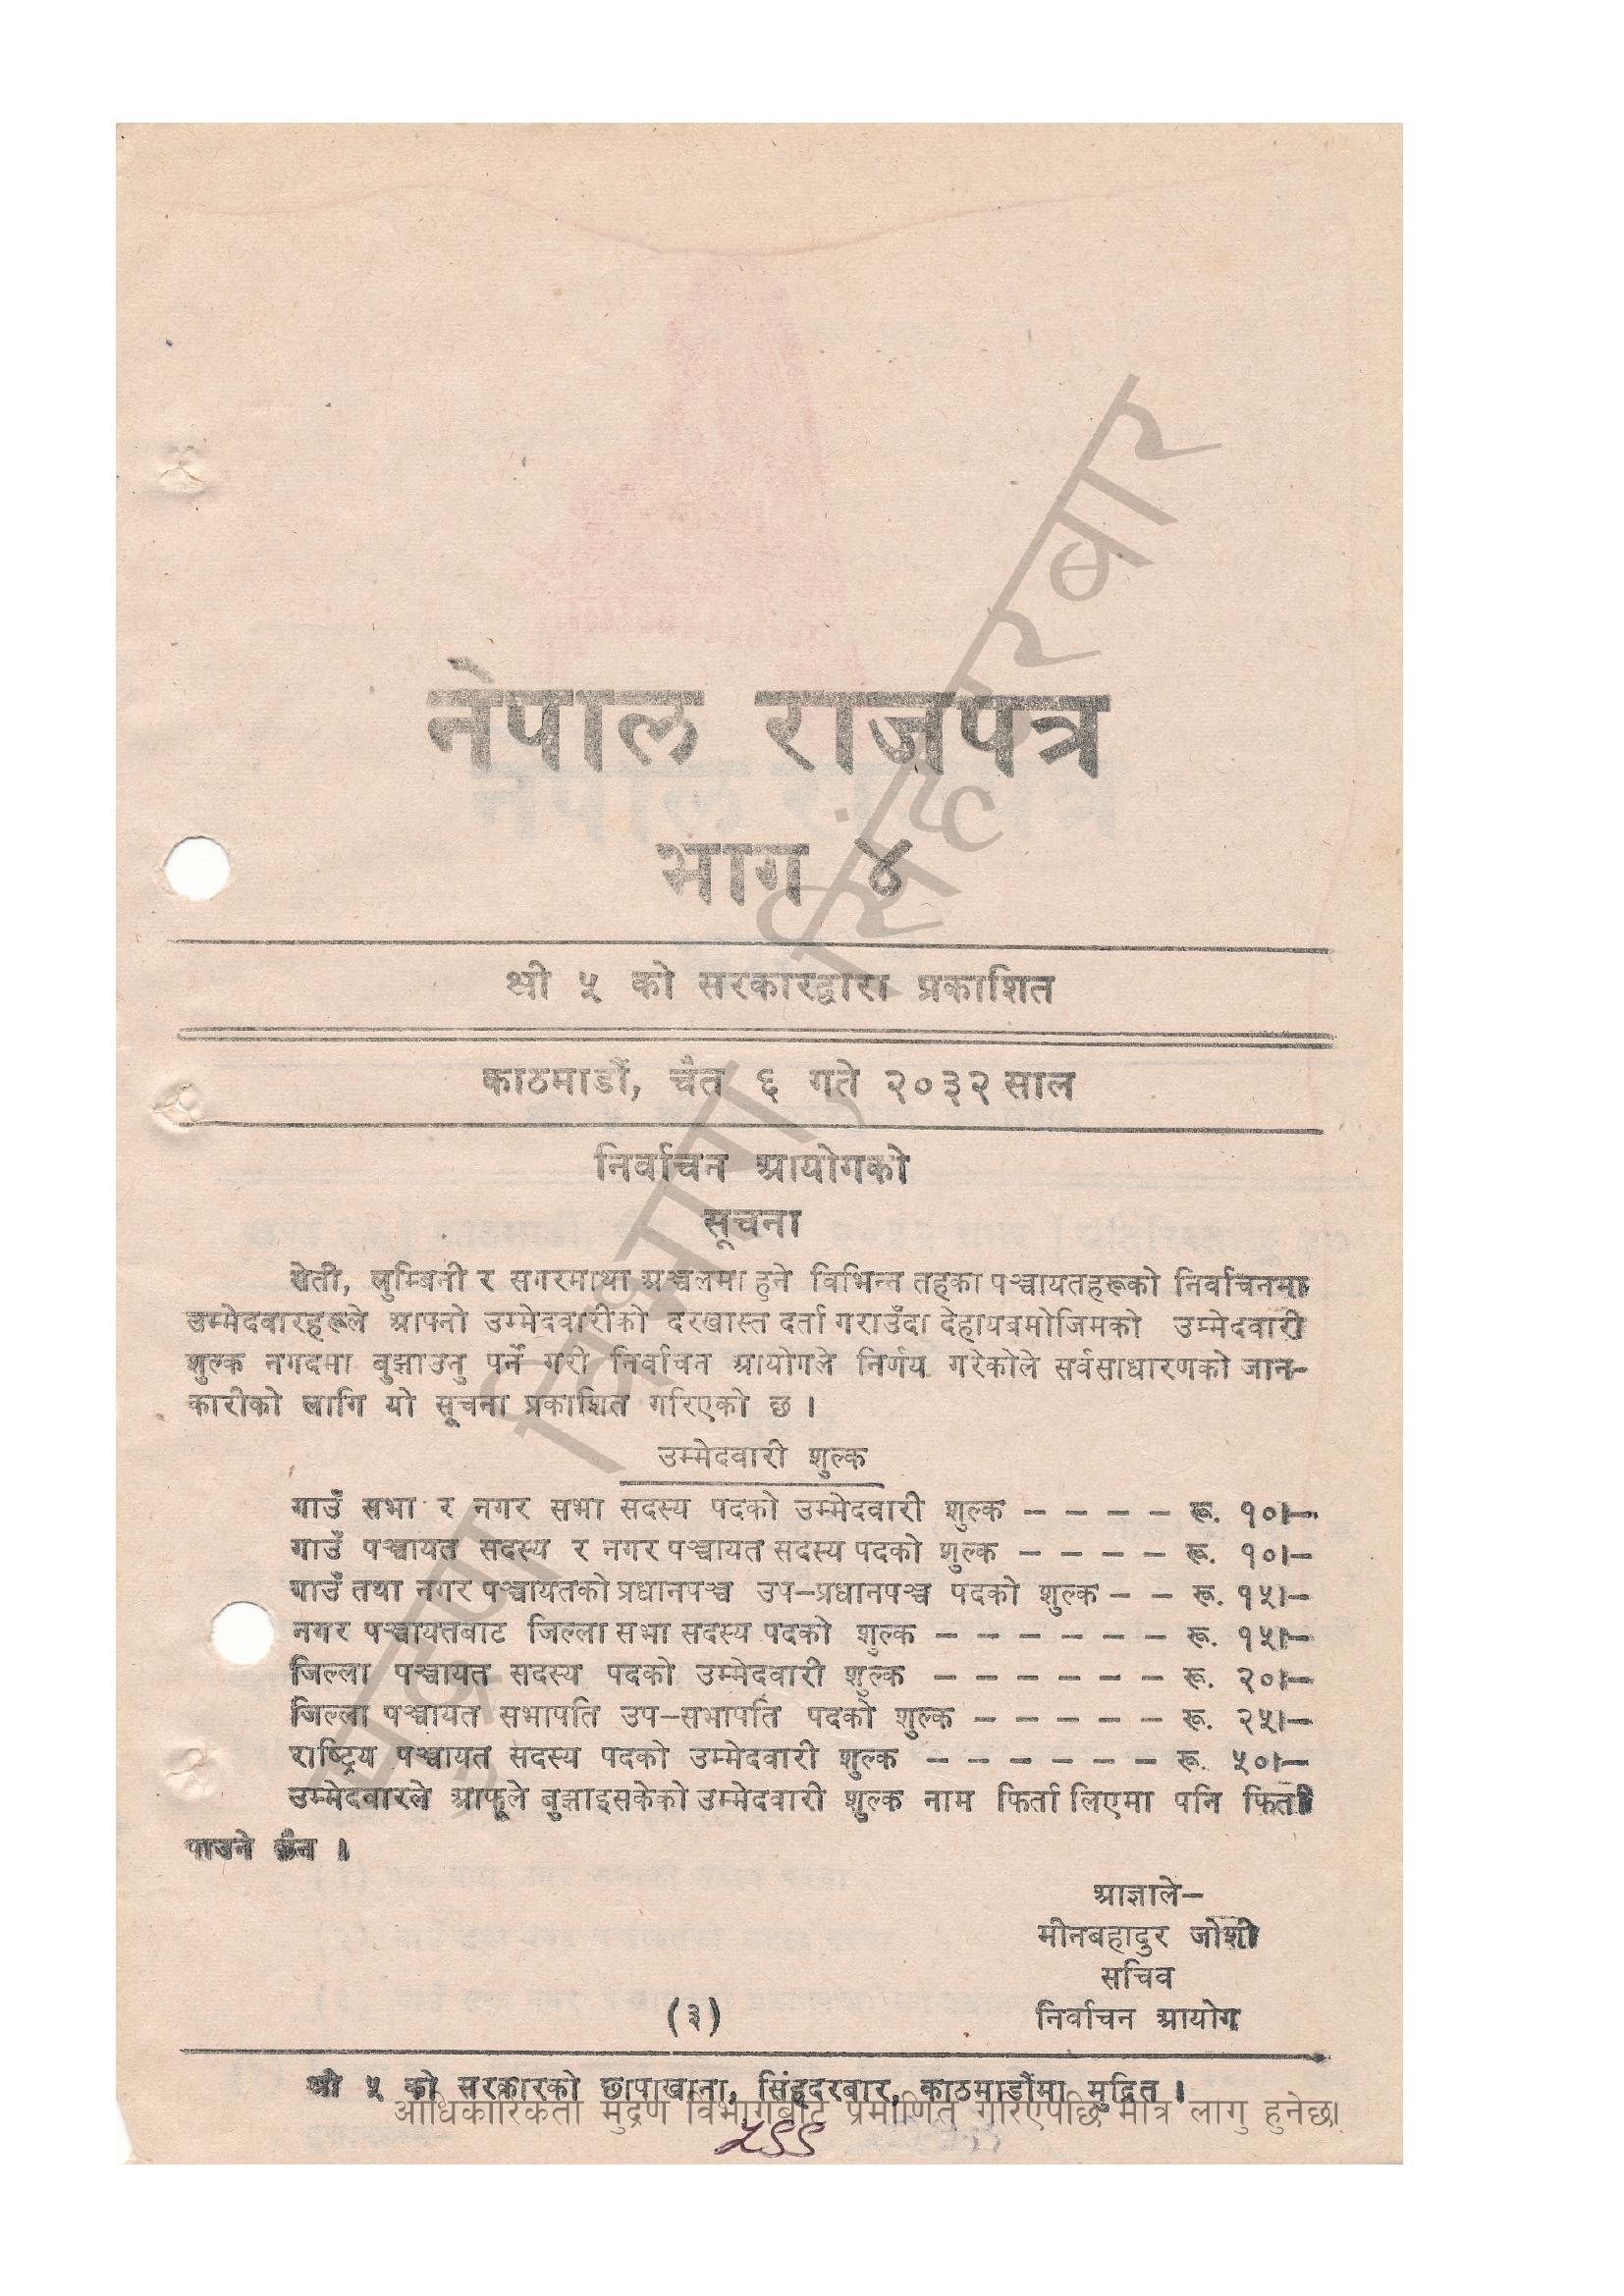 नेपाल राजपत्र
भाग ४
श्री ५ को सरकारद्वारा प्रकाशित
काठमाडौं, चैत ६ गते २०३२ साल
निर्वाचन आयोगको
सूचना
सेती, लुम्बिनी र सगरमाथा अञ्चलमा हुने विभिन्न तहका पञ्चायतहरूको निर्वाचनमा
उम्मेदवारहरूले आफ्नो उम्मेदवारीको दरखास्त दर्ता गराउँदा देहायबमोजिमको उम्मेदवारी
शुल्क नगदमा बुझाउनु पर्ने गरी निर्वाचन आयोगले निर्णय गरेकोले सर्वसाधारणको जान–
कारीको लागि यो सूचना प्रकाशित गरिएको छ ।
उम्मेदवारी शुल्क
गाउँ सभा र नगर सभा सदस्य पदको उम्मेदवारी शुल्क – – – – रू. १०।–
गाउँ पञ्चायत सदस्य र नगर पञ्चायत सदस्य पदको शुल्क – – – – रू. १०।–
गाउँ तथा नगर पञ्चायतको प्रधानपञ्च उप–प्रधानपञ्च पदको शुल्क – – रू. १५।–
नगर पञ्चायतबाट जिल्ला सभा सदस्य पदको शुल्क – – – – – – रू. १५।–
जिल्ला पञ्चायत सदस्य पदको उम्मेदवारी शुल्क – – – – – – रू. २०।–
जिल्ला पञ्चायत सभापति उप–सभापति पदको शुल्क – – – – – रू. २५।–
राष्ट्रिय पञ्चायत सदस्य पदको उम्मेदवारी शुल्क – – – – – – रू. ५०।–
उम्मेदवारले आफूले बुझाइसकेको उम्मेदवारी शुल्क नाम फिर्ता लिएमा पनि फिर्ता
पाउने छैन ।
आज्ञाले–
मीनबहादुर जोशी
सचिव
निर्वाचन आयोग
(३)
श्री ५ को सरकारको छापाखाना, सिंहदरबार, काठमाडौंमा मुद्रित ।
आधिकारिकता मुद्रण विभागबाट प्रमाणित गरिएपछि मात्र लागु हुनेछ।
५९९
मुद्रण विभाग, सिंहदरबार